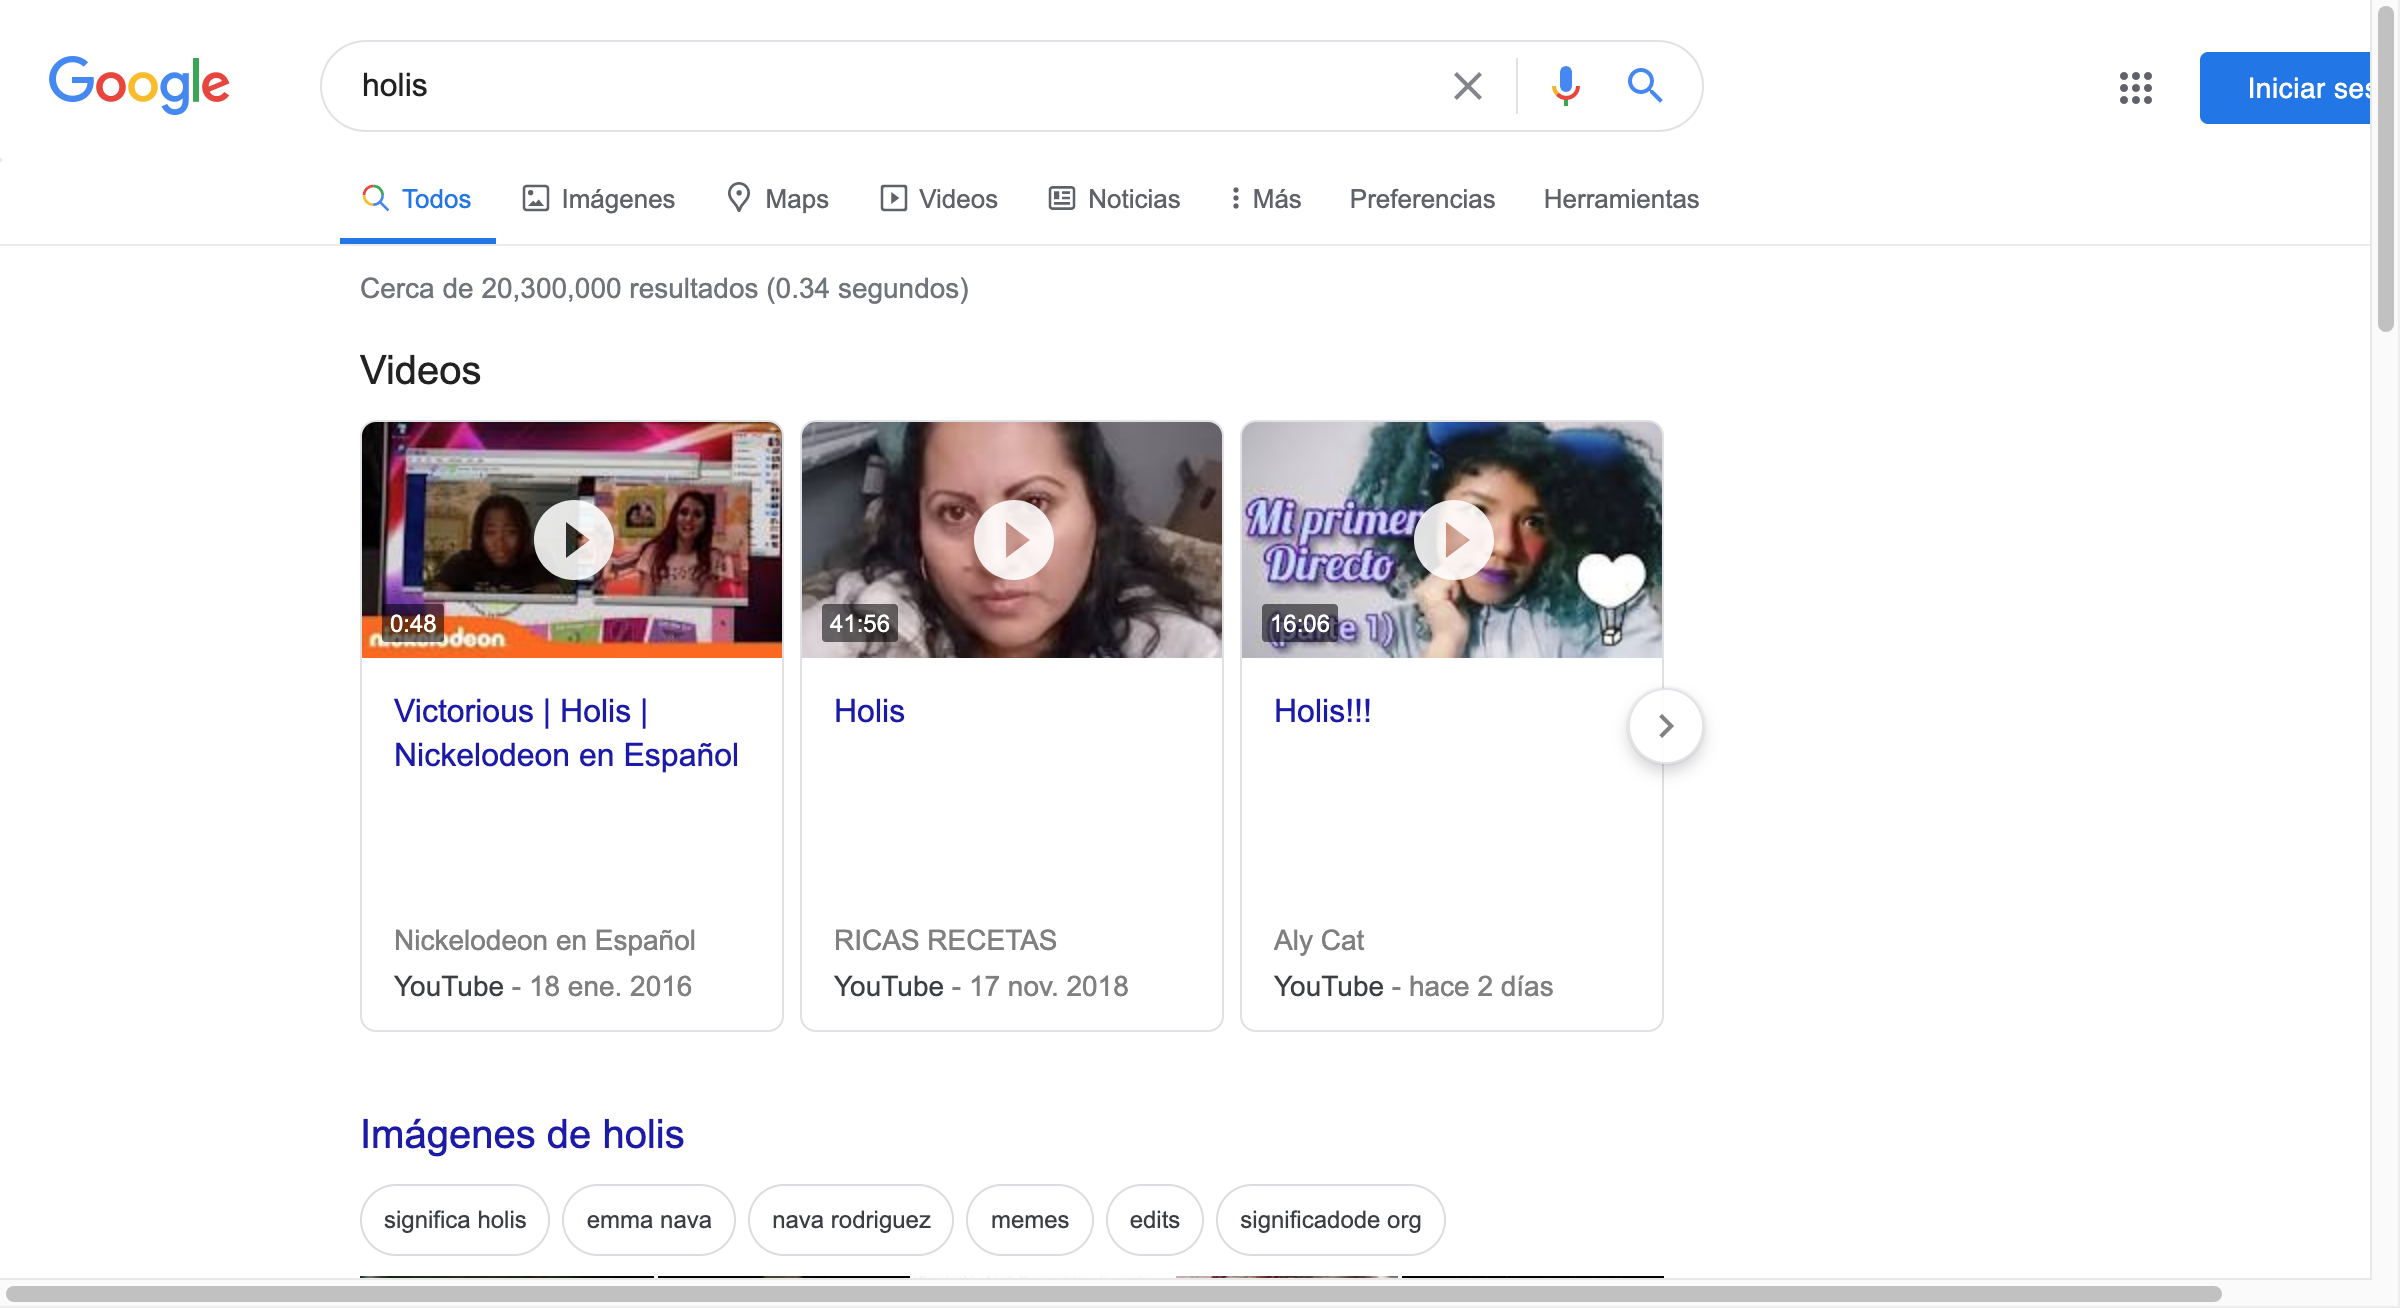 Google
holis
Iniciar ses
Todos
Imágenes
Maps
Videos
Noticias
Más
Preferencias
Herramientas
Cerca de 20,300,000 resultados (0.34 segundos)
Videos
0:48
nickelodeon
41:56
Mi primer
Directo
16:06
Victorious | Holis |
Nickelodeon en Español
Nickelodeon en Español
YouTube - 18 ene. 2016
Holis
RICAS RECETAS
YouTube - 17 nov. 2018
Holis!!!
Aly Cat
YouTube - hace 2 días
Imágenes de holis
significa holis
emma nava
nava rodriguez
memes
edits
significadode org